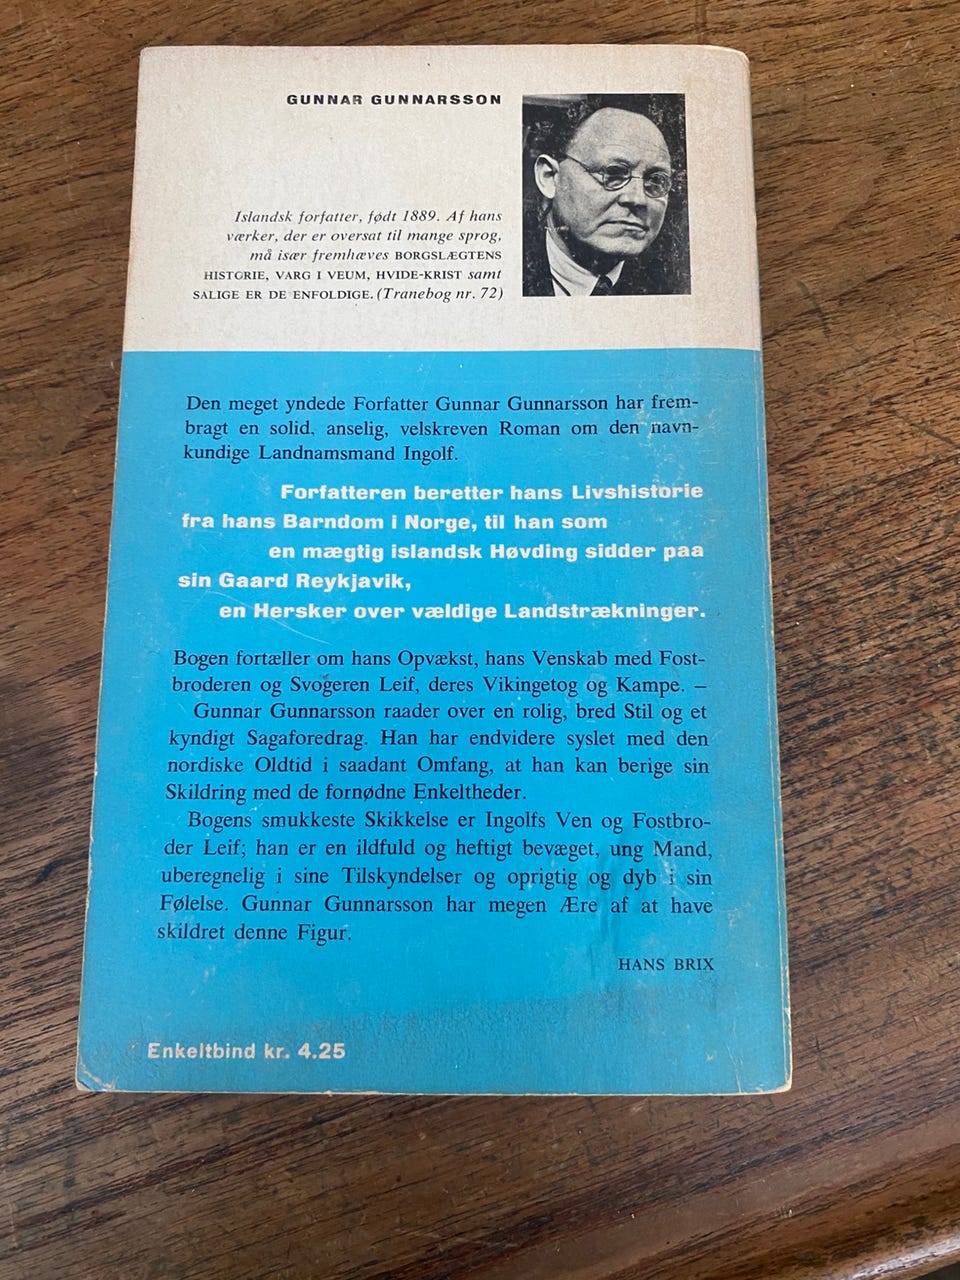 GUNNAR GUNNARSSON
Islandsk forfatter, født 1889. Af hans
værker, der er oversat til mange sprog,
må især fremhæves BORGSLÆGTENS
HISTORIE, VARG I VEUM, HVIDE-KRIST samt
SALIGE ER DE ENFOLDIGE. (Tranebog nr. 72)
Den meget yndede Forfatter Gunnar Gunnarsson har frem-
bragt en solid, anselig, velskreven Roman om den navn-
kundige Landnamsmand Ingolf.
Forfatteren beretter hans Livshistorie
fra hans Barndom i Norge, til han som
en mægtig islandsk Høvding sidder paa
sin Gaard Reykjavik,
en Hersker over vældige Landstrækninger.
Bogen fortæller om hans Opvækst, hans Venskab med Fost-
broderen og Svogeren Leif, deres Vikingetog og Kampe. –
Gunnar Gunnarsson raader over en rolig, bred Stil og et
kyndigt Sagaforedrag. Han har endvidere syslet med den
nordiske Oldtid i saadant Omfang, at han kan berige sin
Skildring med de fornødne Enkeltheder.
Bogens smukkeste Skikkelse er Ingolfs Ven og Fostbro-
der Leif; han er en ildfuld og heftigt bevæget, ung Mand,
uberegnelig i sine Tilskyndelser og oprigtig og dyb i sin
Følelse. Gunnar Gunnarsson har megen Ære af at have
skildret denne Figur.
HANS BRIX
Enkeltbind kr. 4.25